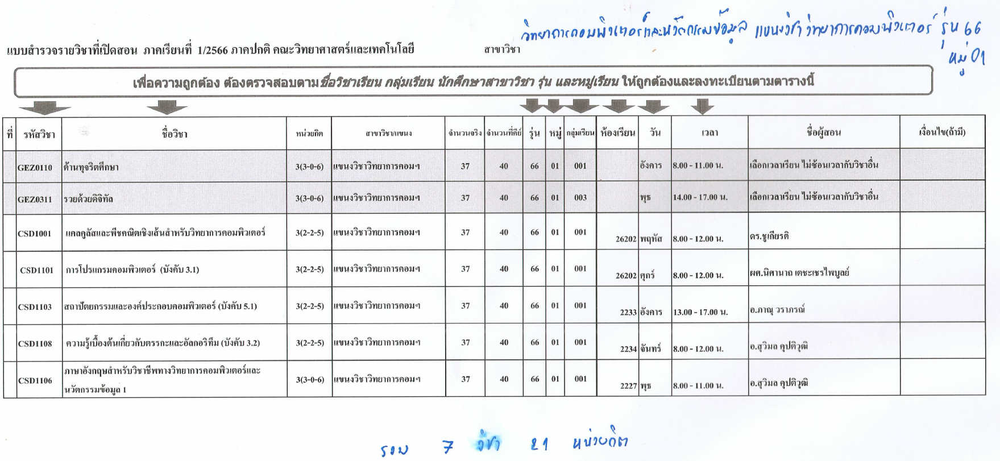 วิทยาการคอมพิวเตอร์และนวัตกรรมข้อมูล แขนงวิชาวิทยาการคอมพิวเตอร์ รุ่น 66
หมู่ 01
แบบสำรวจรายวิชาที่เปิดสอน ภาคเรียนที่ 1/2566 ภาคปกติ คณะวิทยาศาสตร์และเทคโนโลยี สาขาวิชา
เพื่อความถูกต้อง ต้องตรวจสอบตามชื่อวิชาเรียน กลุ่มเรียน นักศึกษาสาขาวิชา รุ่น และหมู่เรียน ให้ถูกต้องและลงทะเบียนตามตารางนี้
ที่ รหัสวิชา ชื่อวิชา หน่วยกิต สาขาวิชา/แขนง จำนวนจริง จำนวนที่คีย์ รุ่น หมู่ กลุ่มเรียน ห้องเรียน วัน เวลา ชื่อผู้สอน เงื่อนไข(ถ้ามี)
GEZ0110 ต้านทุจริตศึกษา 3(3-0-6) แขนงวิชาวิทยาการคอมฯ 37 40 66 01 001 อังคาร 8.00 - 11.00 น. เลือกเวลาเรียน ไม่ซ้อนเวลากับวิชาอื่น
GEZ0311 รวยด้วยดิจิทัล 3(3-0-6) แขนงวิชาวิทยาการคอมฯ 37 40 66 01 003 พุธ 14.00 - 17.00 น. เลือกเวลาเรียน ไม่ซ้อนเวลากับวิชาอื่น
CSD1001 แคลคูลัสและพีชคณิตเชิงเส้นสำหรับวิทยาการคอมพิวเตอร์ 3(2-2-5) แขนงวิชาวิทยาการคอมฯ 37 40 66 01 001 26202 พฤหัส 8.00 - 12.00 น. ดร.ชูเกียรติ
CSD1101 การโปรแกรมคอมพิวเตอร์ (บังคับ 3.1) 3(2-2-5) แขนงวิชาวิทยาการคอมฯ 37 40 66 01 001 26202 ศุกร์ 8.00 - 12.00 น. ผศ.นิศานาถ เตชะเชรไพบูลย์
CSD1103 สถาปัตยกรรมและองค์ประกอบคอมพิวเตอร์ (บังคับ 5.1) 3(2-2-5) แขนงวิชาวิทยาการคอมฯ 37 40 66 01 001 2233 อังคาร 13.00 - 17.00 น. อ.ภาณุ วราภรณ์
CSD1108 ความรู้เบื้องต้นเกี่ยวกับตรรกะและอัลกอริทึม (บังคับ 3.2) 3(2-2-5) แขนงวิชาวิทยาการคอมฯ 37 40 66 01 001 2234 จันทร์ 8.00 - 12.00 น. อ.สุวิมล คุปติวุฒิ
CSD1106 ภาษาอังกฤษสำหรับวิชาชีพทางวิทยาการคอมพิวเตอร์และ
นวัตกรรมข้อมูล 1 3(3-0-6) แขนงวิชาวิทยาการคอมฯ 37 40 66 01 001 2227 พุธ 8.00 - 11.00 น. อ.สุวิมล คุปติวุฒิ
รวม 7 วิชา 21 หน่วยกิต